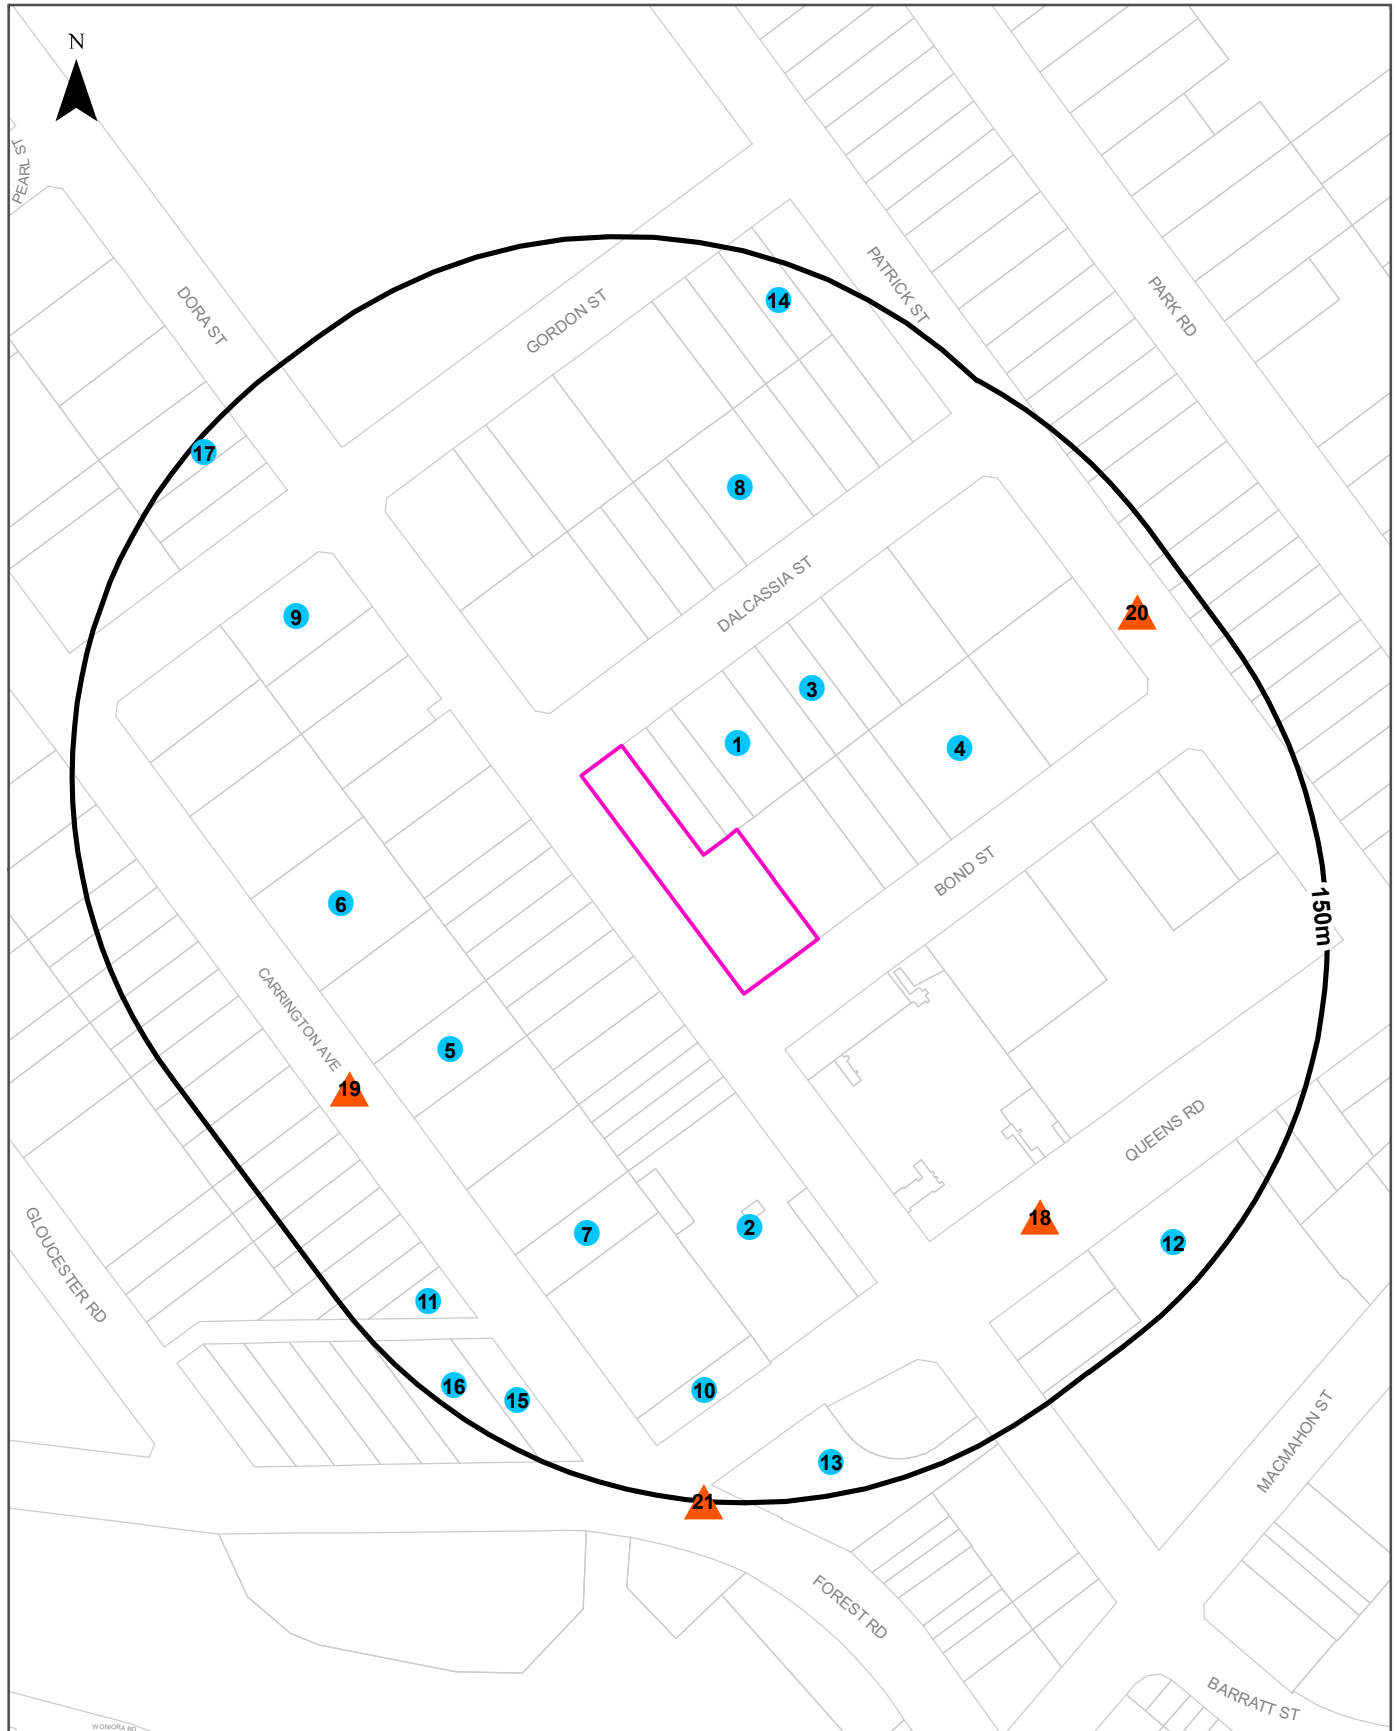 N
PEARL ST
DORA ST
GORDON ST
PATRICK ST
PARK RD
14
17
8
DALCASSIA ST
9
20
3
1
4
BOND ST
6
150m
CARRINGTON AVE
5
19
QUEENS RD
GLOUCESTER RD
18
7
2
12
11
16
15
10
MACMAHON ST
13
21
FOREST RD
BARRATT ST
WONIORA RD